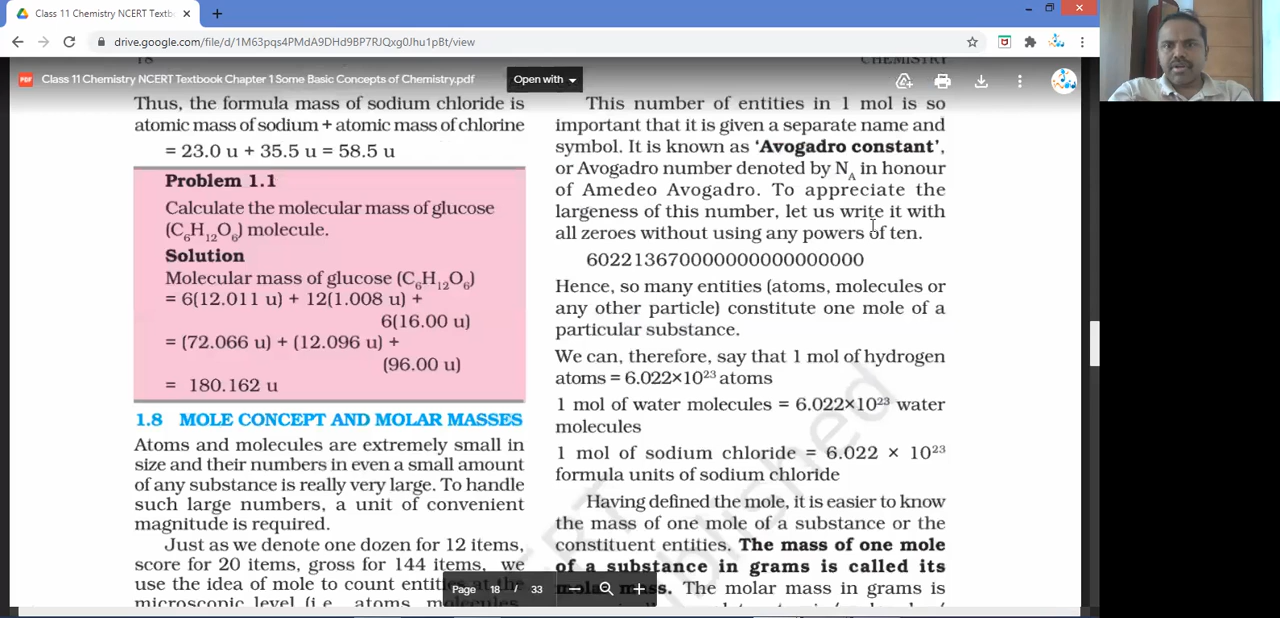 Class 11 Chemistry NCERT Textb
drive.google.com/file/d/1M63pqs4PMdA9DHd9BP7RJQxg0Jhu1pBt/view
18
CHEMISTRY
PDF
Class 11 Chemistry NCERT Textbook Chapter 1 Some Basic Concepts of Chemistry.pdf
Open with
Thus, the formula mass of sodium chloride is
atomic mass of sodium + atomic mass of chlorine
= 23.0 u + 35.5 u = 58.5 u
Problem 1.1
Calculate the molecular mass of glucose
(C₆H₁₂O₆) molecule.
Solution
Molecular mass of glucose (C₆H₁₂O₆)
= 6(12.011 u) + 12(1.008 u) +
6(16.00 u)
= (72.066 u) + (12.096 u) +
(96.00 u)
= 180.162 u
1.8 MOLE CONCEPT AND MOLAR MASSES
Atoms and molecules are extremely small in
size and their numbers in even a small amount
of any substance is really very large. To handle
such large numbers, a unit of convenient
magnitude is required.
Just as we denote one dozen for 12 items,
score for 20 items, gross for 144 items, we
use the idea of mole to count entities at the
microscopic level (i.e. atoms molecules
This number of entities in 1 mol is so
important that it is given a separate name and
symbol. It is known as 'Avogadro constant',
or Avogadro number denoted by N_A in honour
of Amedeo Avogadro. To appreciate the
largeness of this number, let us write it with
all zeroes without using any powers of ten.
602213670000000000000000
Hence, so many entities (atoms, molecules or
any other particle) constitute one mole of a
particular substance.
We can, therefore, say that 1 mol of hydrogen
atoms = 6.022×10²³ atoms
1 mol of water molecules = 6.022×10²³ water
molecules
1 mol of sodium chloride = 6.022 × 10²³
formula units of sodium chloride
Having defined the mole, it is easier to know
the mass of one mole of a substance or the
constituent entities. The mass of one mole
of a substance in grams is called its
molar mass. The molar mass in grams is
Page 18 / 33